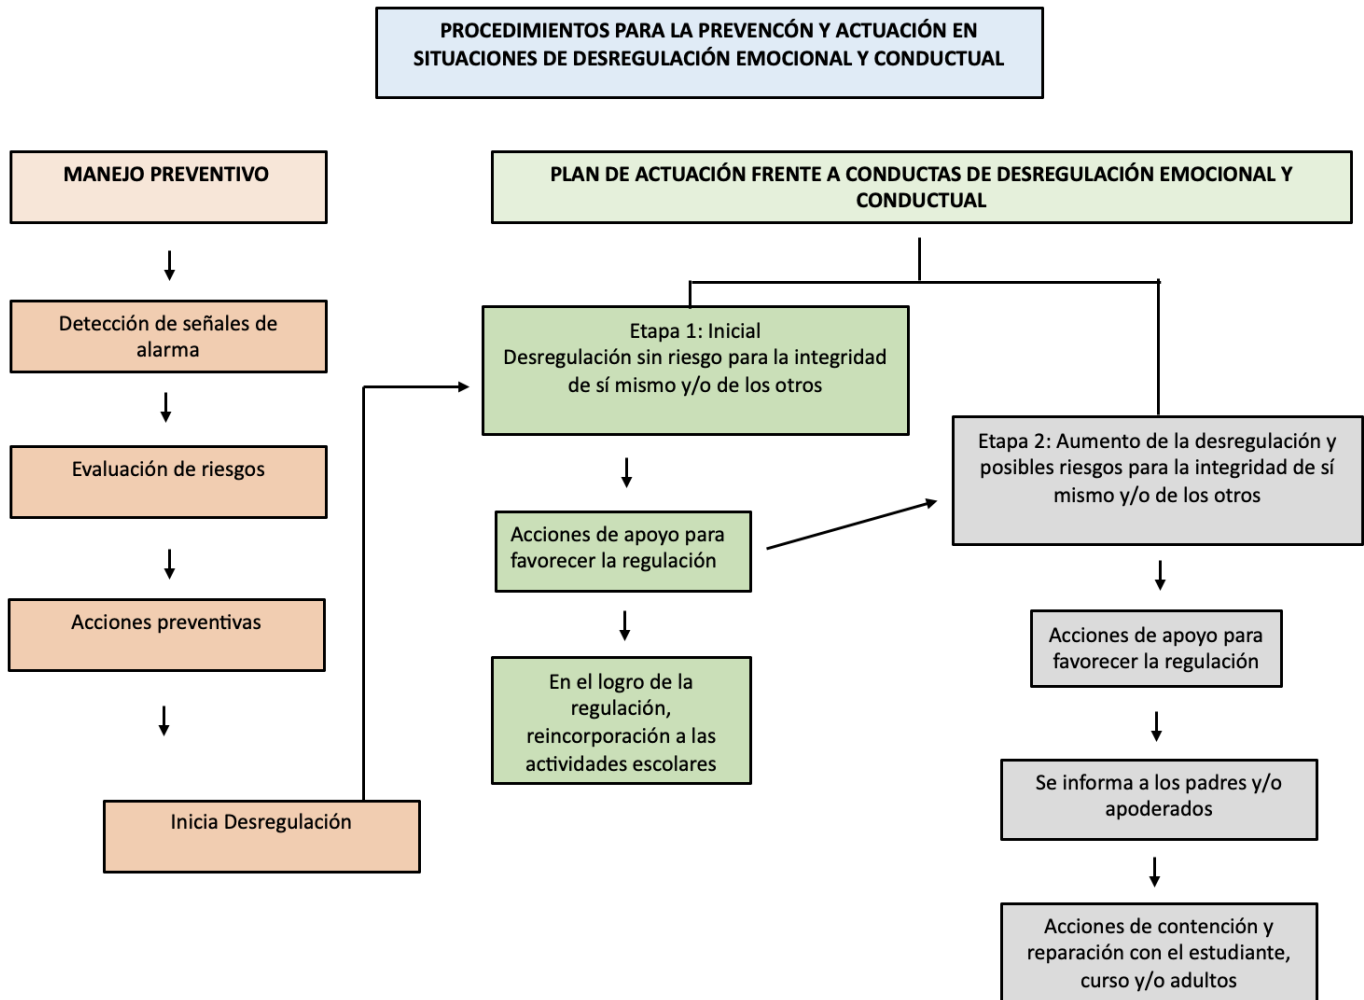 PROCEDIMIENTOS PARA LA PREVENCÓN Y ACTUACIÓN EN
SITUACIONES DE DESREGULACIÓN EMOCIONAL Y CONDUCTUAL
MANEJO PREVENTIVO
Detección de señales de
alarma
Evaluación de riesgos
Acciones preventivas
Inicia Desregulación
PLAN DE ACTUACIÓN FRENTE A CONDUCTAS DE DESREGULACIÓN EMOCIONAL Y
CONDUCTUAL
Etapa 1: Inicial
Desregulación sin riesgo para la integridad
de sí mismo y/o de los otros
Acciones de apoyo para
favorecer la regulación
En el logro de la
regulación,
reincorporación a las
actividades escolares
Etapa 2: Aumento de la desregulación y
posibles riesgos para la integridad de sí
mismo y/o de los otros
Acciones de apoyo para
favorecer la regulación
Se informa a los padres y/o
apoderados
Acciones de contención y
reparación con el estudiante,
curso y/o adultos